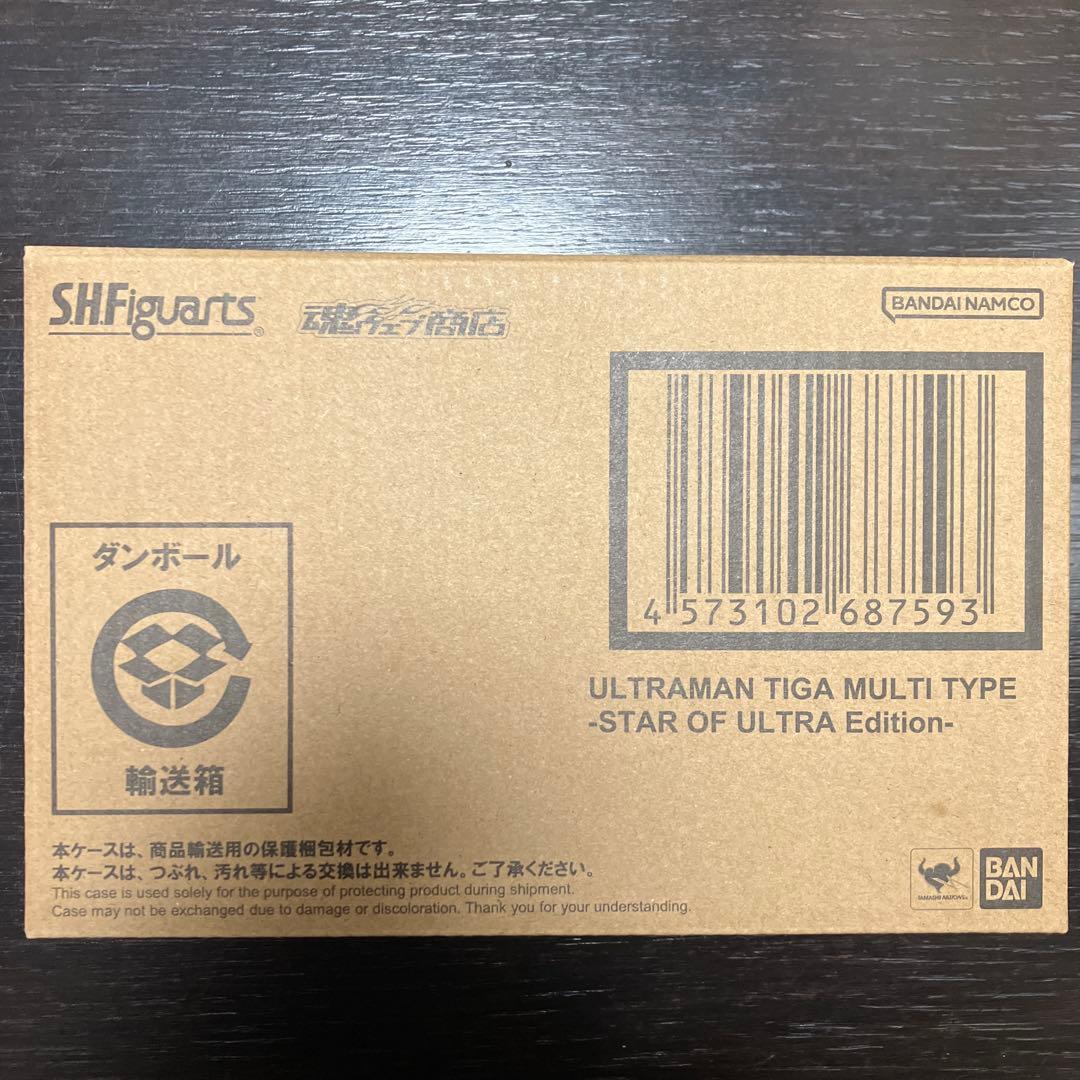 S.H.Figuarts®
魂ウェブ商店
BANDAI NAMCO
4 573102 687593
ULTRAMAN TIGA MULTI TYPE
-STAR OF ULTRA Edition-
ダンボール
輸送箱
本ケースは、商品輸送用の保護梱包材です。
本ケースは、つぶれ、汚れ等による交換は出来ません。ご了承ください。
This case is used solely for the purpose of protecting product during shipment.
Case may not be exchanged due to damage or discoloration. Thank you for your understanding.
TAMASHII NATIONS
BAN
DAI